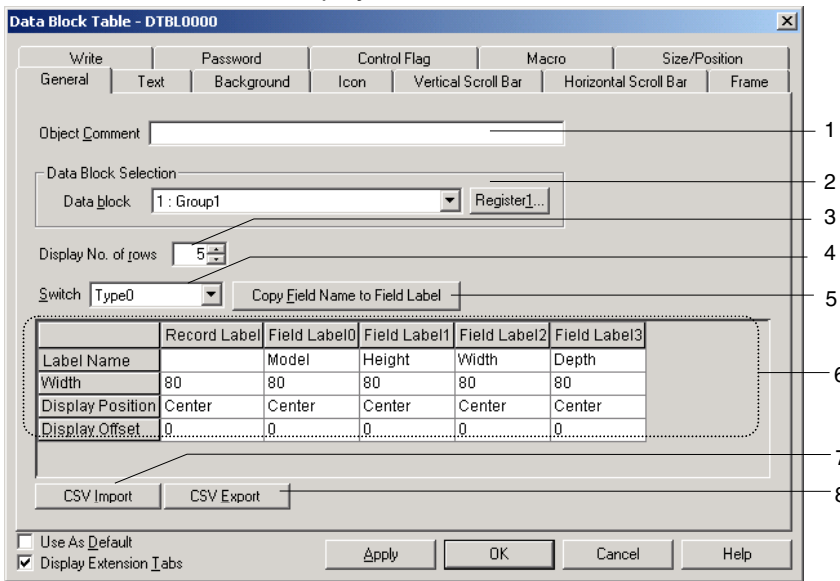 Data Block Table - DTBL0000
Write Password Control Flag Macro Size/Position
General Text Background Icon Vertical Scroll Bar Horizontal Scroll Bar Frame
Object Comment 1
Data Block Selection 2
Data block 1 : Group1 Register1...
3
Display No. of rows 5 4
Switch Type0 Copy Field Name to Field Label 5
Record Label Field Label0 Field Label1 Field Label2 Field Label3
Label Name Model Height Width Depth
Width 80 80 80 80 80 6
Display Position Center Center Center Center Center
Display Offset 0 0 0 0 0
7
CSV Import CSV Export 8
Use As Default
Display Extension Tabs Apply OK Cancel Help